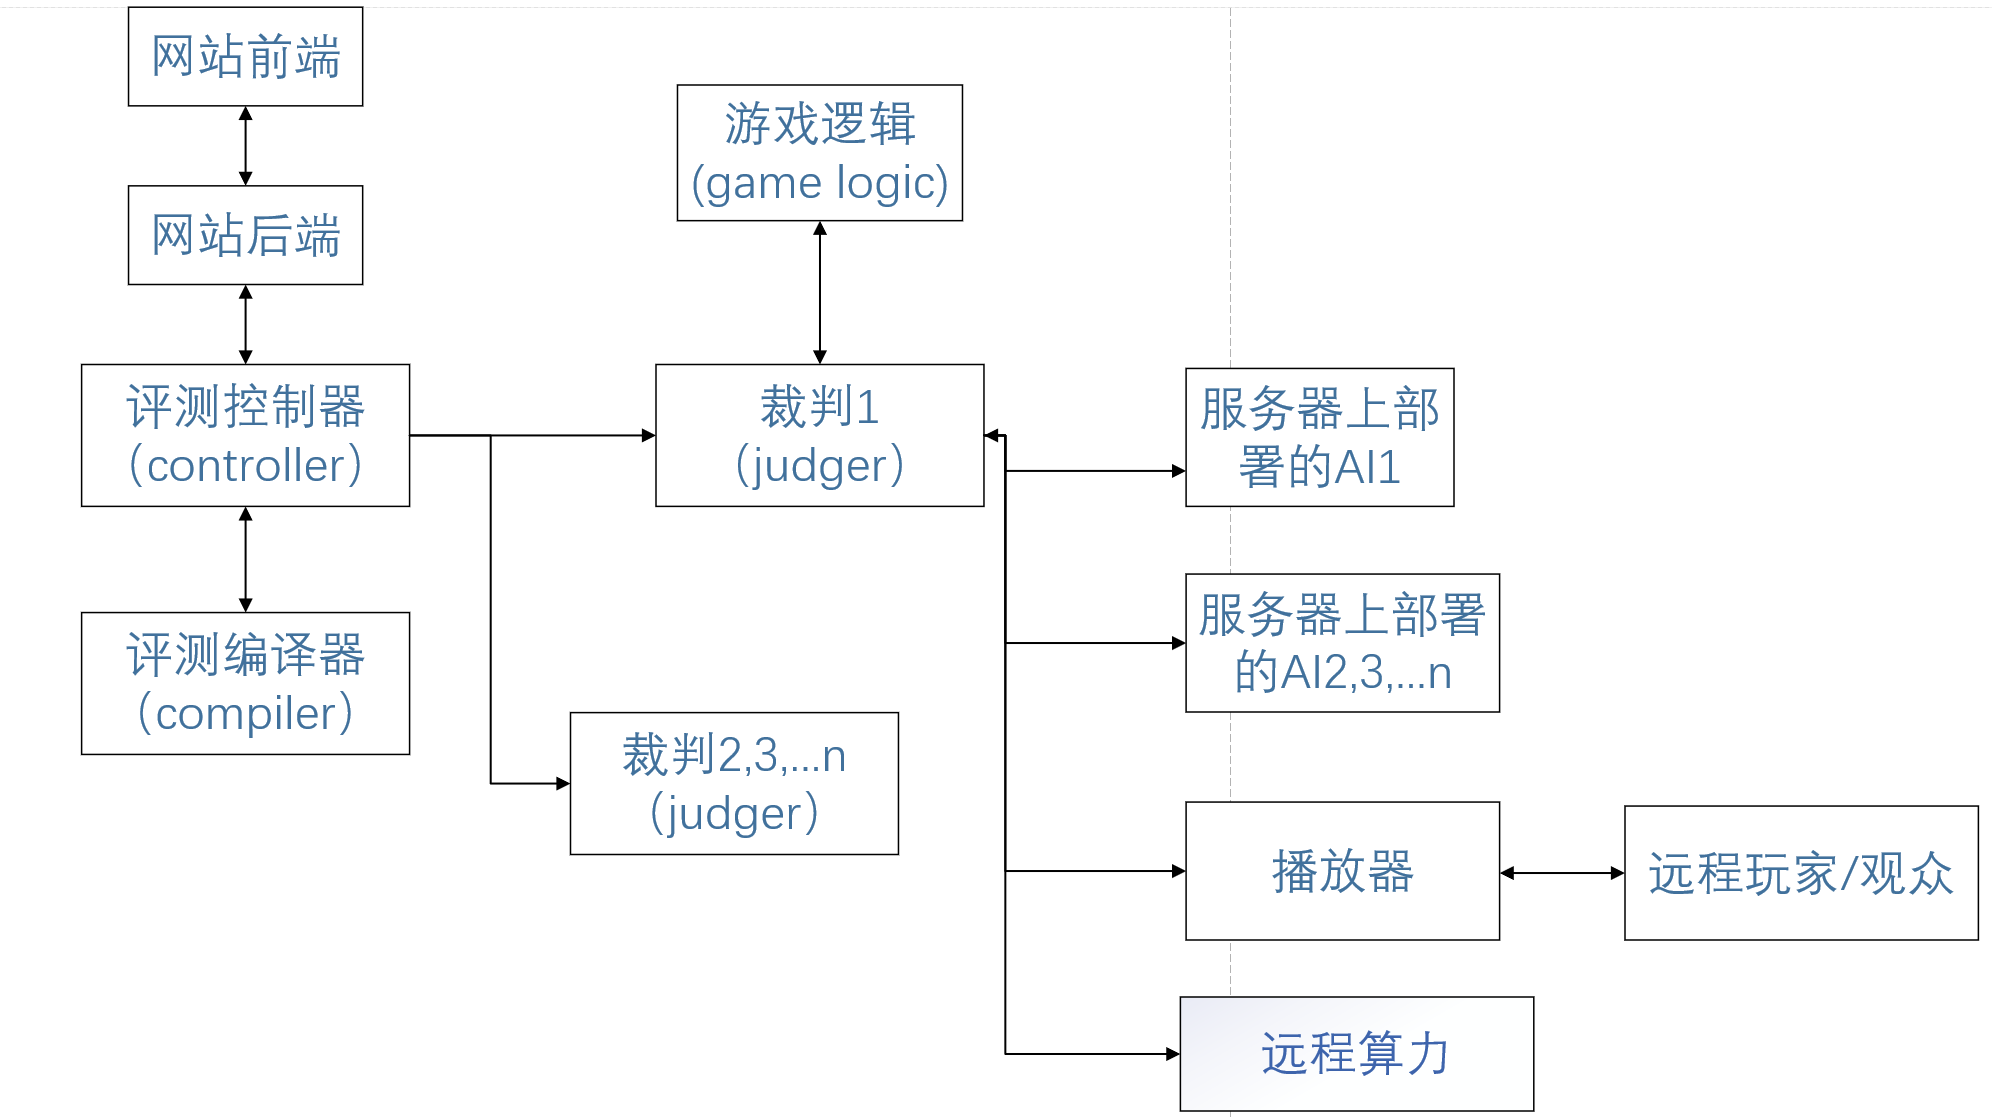 网站前端
网站后端
评测控制器
（controller）
评测编译器
（compiler）
游戏逻辑
(game logic)
裁判1
（judger）
裁判2,3,...n
（judger）
服务器上部
署的AI1
服务器上部署
的AI2,3,...n
播放器
远程玩家/观众
远程算力